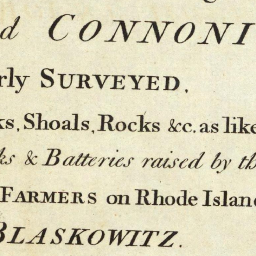 d CONNONI
rly SURVEYED.
ks, Shoals, Rocks &c. as like
ks & Batteries raised by th
FARMERS on Rhode Island
BLASKOWITZ.